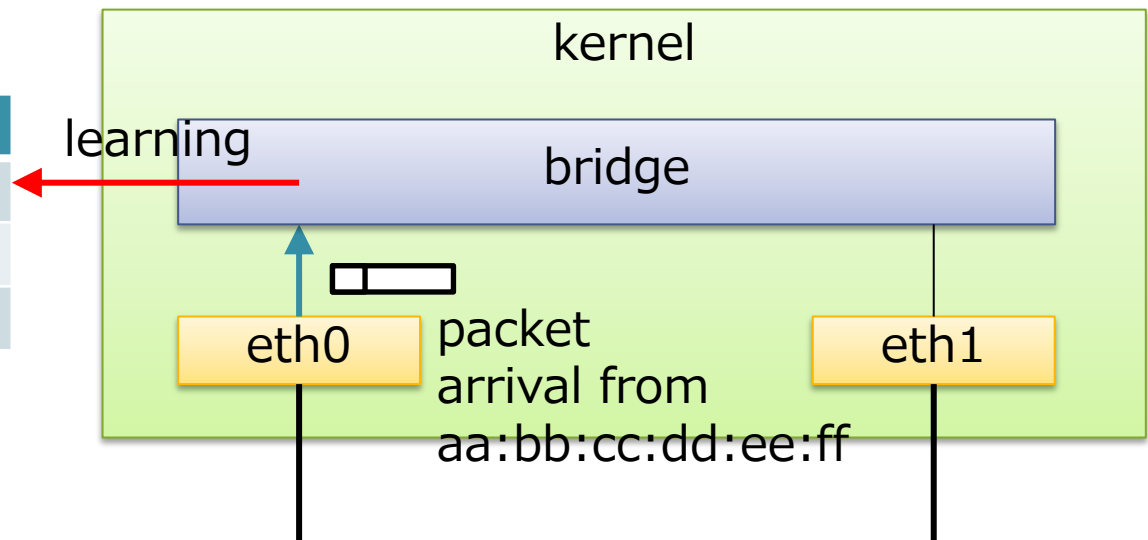 kernel
learning
bridge
eth0
packet
arrival from
aa:bb:cc:dd:ee:ff
eth1